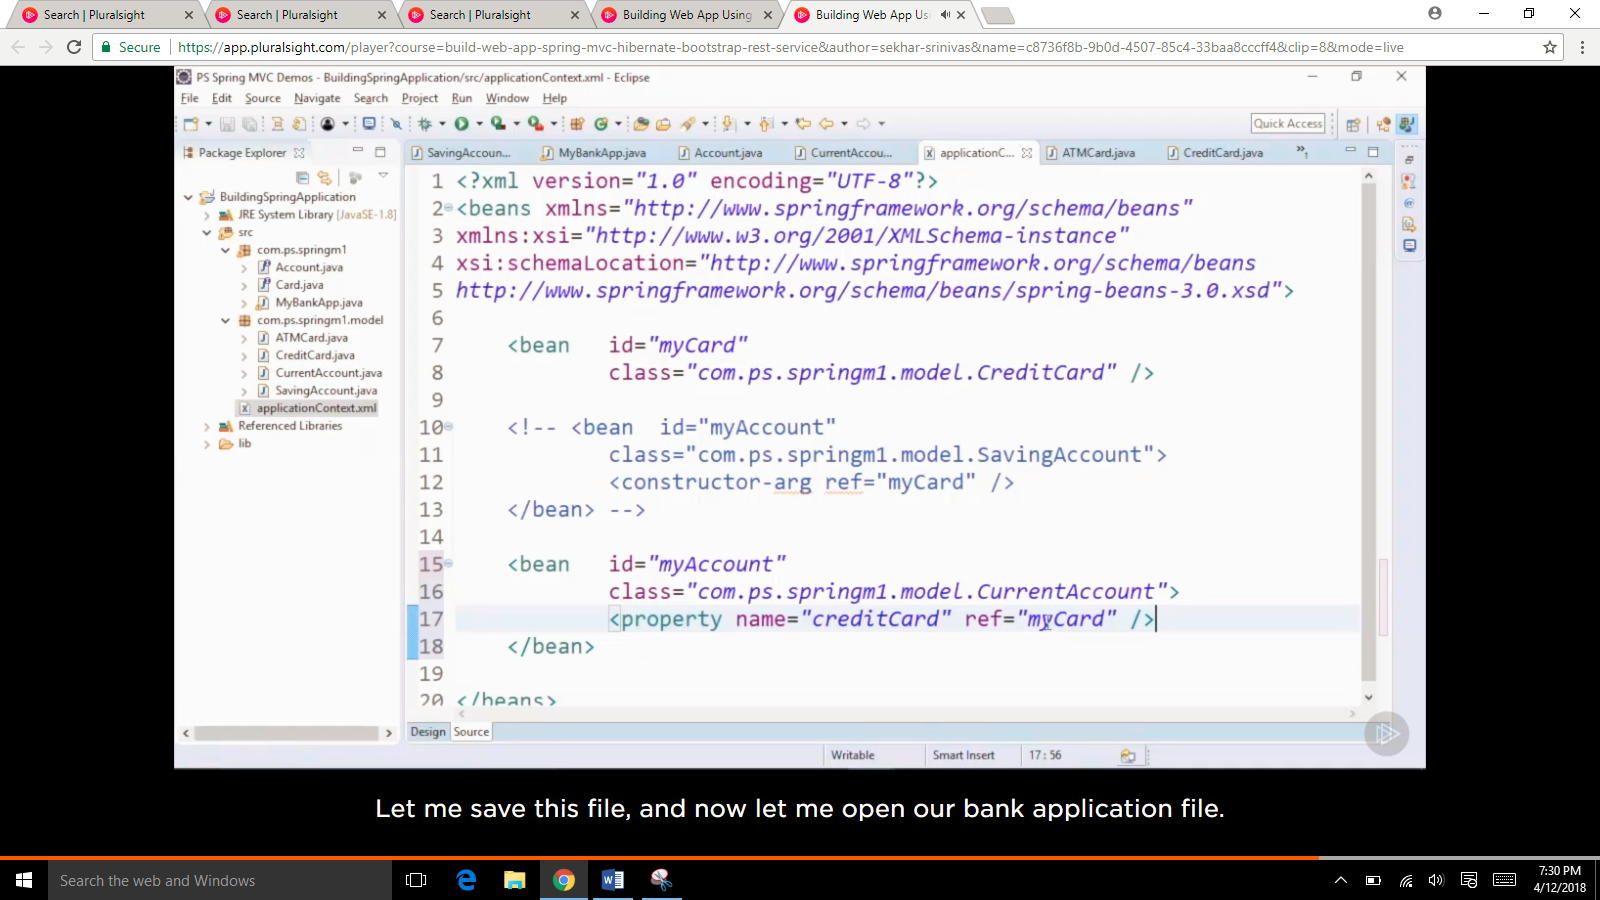 Search | Pluralsight
Search | Pluralsight
Search | Pluralsight
Building Web App Using
Building Web App Us
Secure
https://app.pluralsight.com/player?course=build-web-app-spring-mvc-hibernate-bootstrap-rest-service&author=sekhar-srinivas&name=c8736f8b-9b0d-4507-85c4-33baa8cccff4&clip=8&mode=live
PS Spring MVC Demos - BuildingSpringApplication/src/applicationContext.xml - Eclipse
File Edit Source Navigate Search Project Run Window Help
Quick Access
Package Explorer
SavingAccoun...
MyBankApp.java
Account.java
CurrentAccou...
applicationC...
ATMCard.java
CreditCard.java
»1
BuildingSpringApplication
JRE System Library [JavaSE-1.8]
src
com.ps.springm1
Account.java
Card.java
MyBankApp.java
com.ps.springm1.model
ATMCard.java
CreditCard.java
CurrentAccount.java
SavingAccount.java
applicationContext.xml
Referenced Libraries
lib
1 <?xml version="1.0" encoding="UTF-8"?>
2 <beans xmlns="http://www.springframework.org/schema/beans"
3 xmlns:xsi="http://www.w3.org/2001/XMLSchema-instance"
4 xsi:schemaLocation="http://www.springframework.org/schema/beans
5 http://www.springframework.org/schema/beans/spring-beans-3.0.xsd">
6
7 <bean id="myCard"
8 class="com.ps.springm1.model.CreditCard" />
9
10 <!-- <bean id="myAccount"
11 class="com.ps.springm1.model.SavingAccount">
12 <constructor-arg ref="myCard" />
13 </bean> -->
14
15 <bean id="myAccount"
16 class="com.ps.springm1.model.CurrentAccount">
17 <property name="creditCard" ref="myCard" />
18 </bean>
19
20 </beans>
Design Source
Writable
Smart Insert
17 : 56
Let me save this file, and now let me open our bank application file.
Search the web and Windows
7:30 PM
4/12/2018